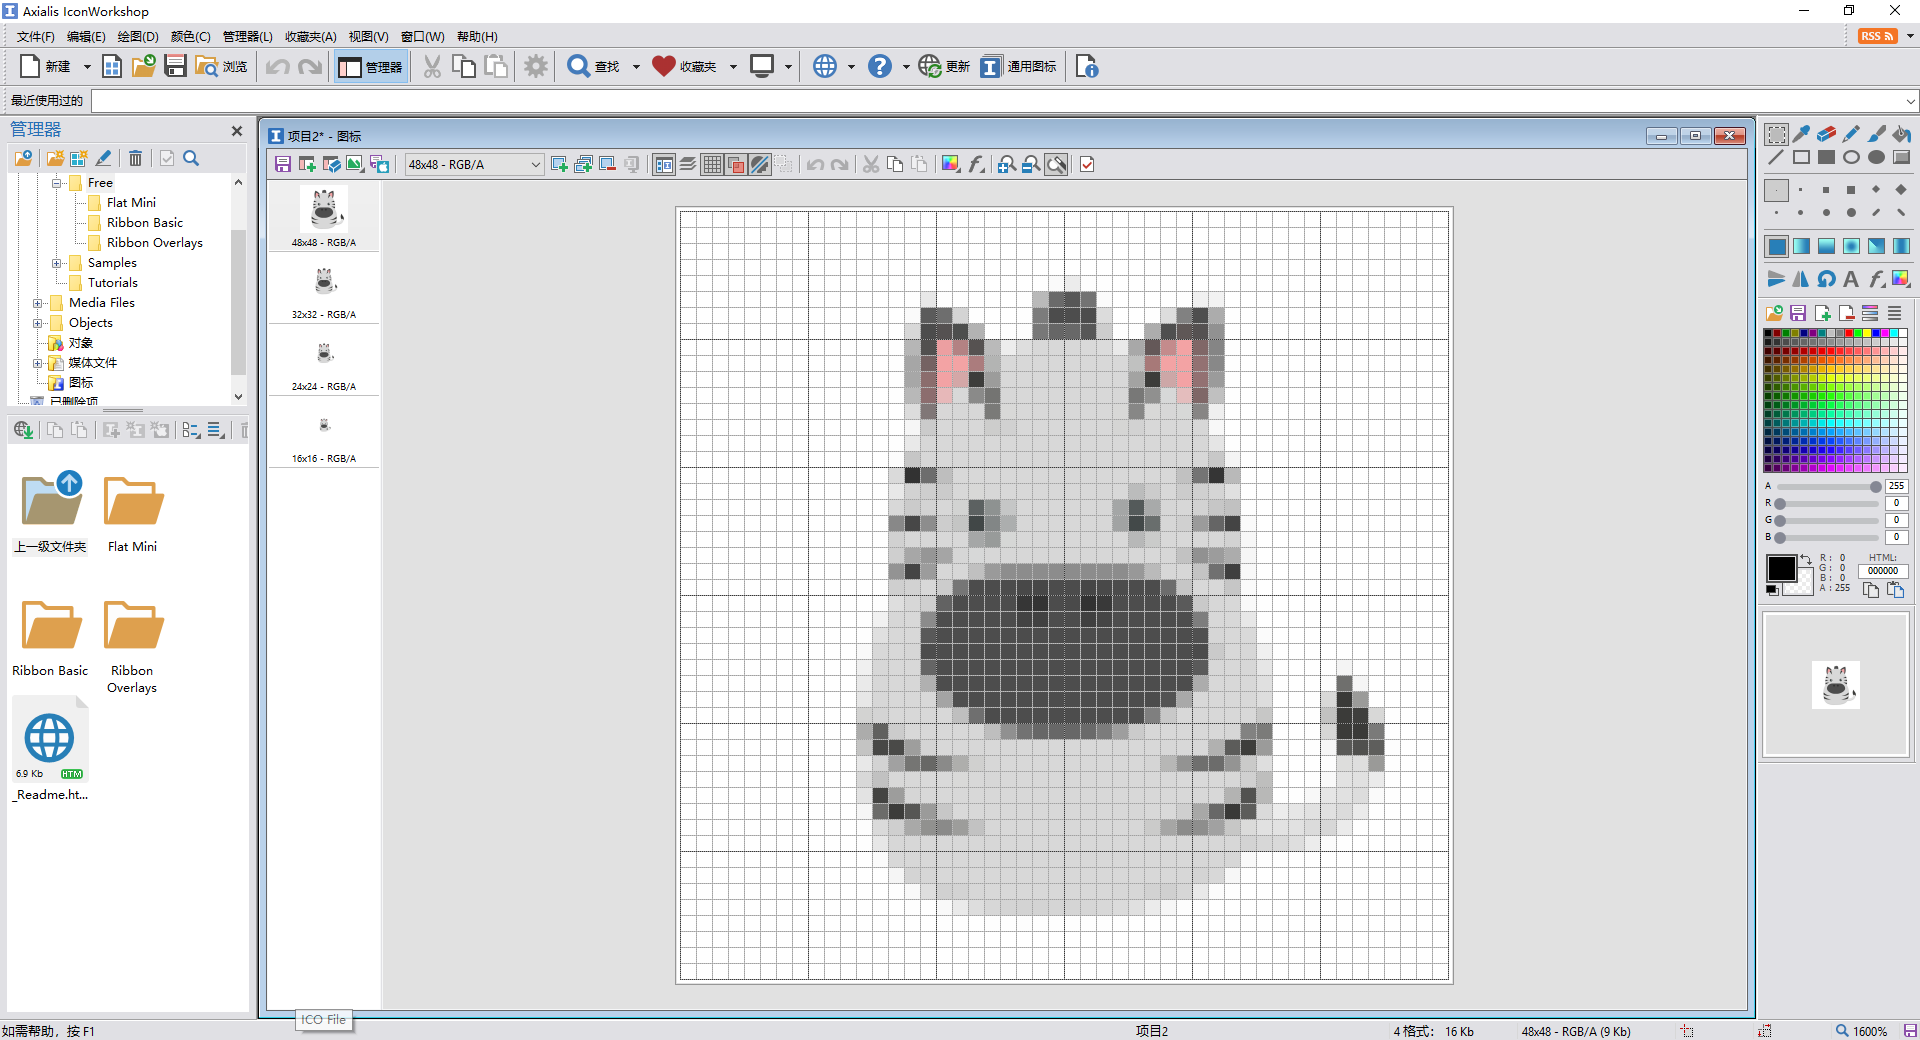 Axialis IconWorkshop
文件(F) 编辑(E) 绘图(D) 颜色(C) 管理器(L) 收藏夹(A) 视图(V) 窗口(W) 帮助(H)
RSS
新建 浏览 管理器 查找 收藏夹 更新 通用图标
最近使用过的
管理器
Free
Flat Mini
Ribbon Basic
Ribbon Overlays
Samples
Tutorials
Media Files
Objects
对象
媒体文件
图标
已删除项
上一级文件夹
Flat Mini
Ribbon Basic
Ribbon Overlays
6.9 Kb HTM
_Readme.ht...
项目2* - 图标
48x48 - RGB/A
48x48 - RGB/A
32x32 - RGB/A
24x24 - RGB/A
16x16 - RGB/A
ICO File
A 255
R 0
G 0
B 0
R : 0
G : 0
B : 0
A : 255
HTML:
000000
如需帮助，按 F1
项目2
4 格式： 16 Kb
48x48 - RGB/A (9 Kb)
1600%